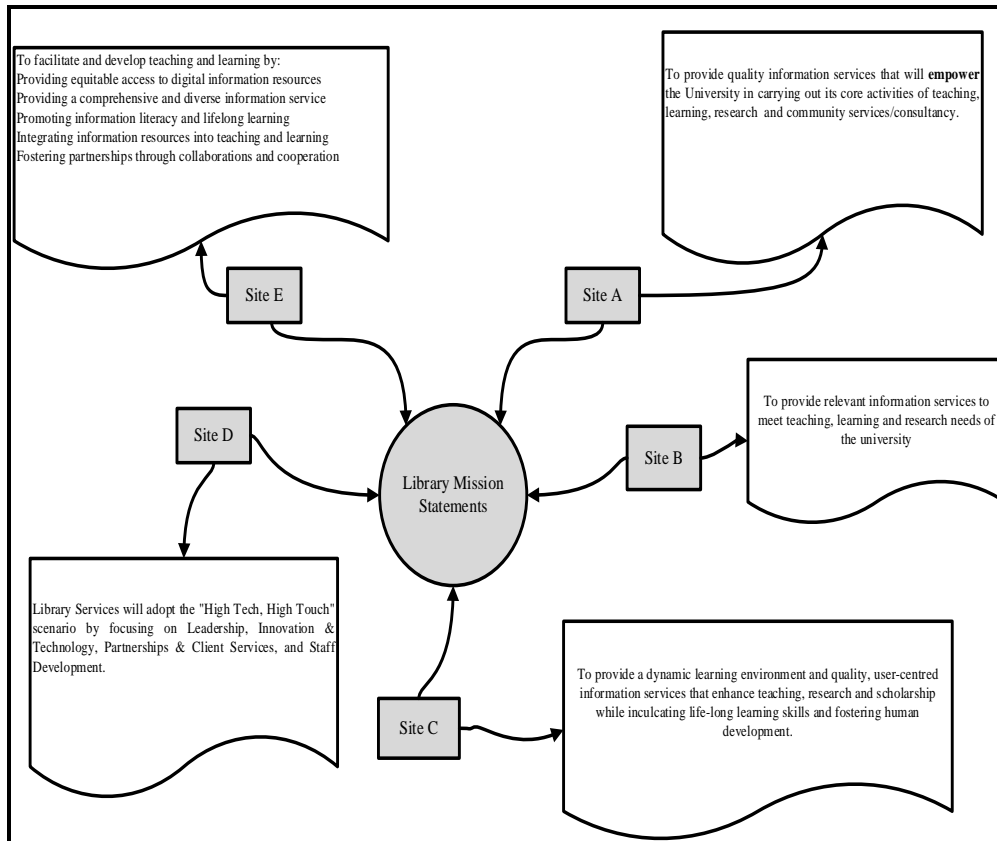 To facilitate and develop teaching and learning by:
Providing equitable access to digital information resources
Providing a comprehensive and diverse information service
Promoting information literacy and lifelong learning
Integrating information resources into teaching and learning
Fostering partnerships through collaborations and cooperation
To provide quality information services that will empower
the University in carrying out its core activities of teaching,
learning, research and community services/consultancy.
Site E
Site A
To provide relevant information services to
meet teaching, learning and research needs of
the university
Site D
Site B
Library Mission
Statements
Library Services will adopt the "High Tech, High Touch"
scenario by focusing on Leadership, Innovation &
Technology, Partnerships & Client Services, and Staff
Development.
Site C
To provide a dynamic learning environment and quality, user-centred
information services that enhance teaching, research and scholarship
while inculcating life-long learning skills and fostering human
development.